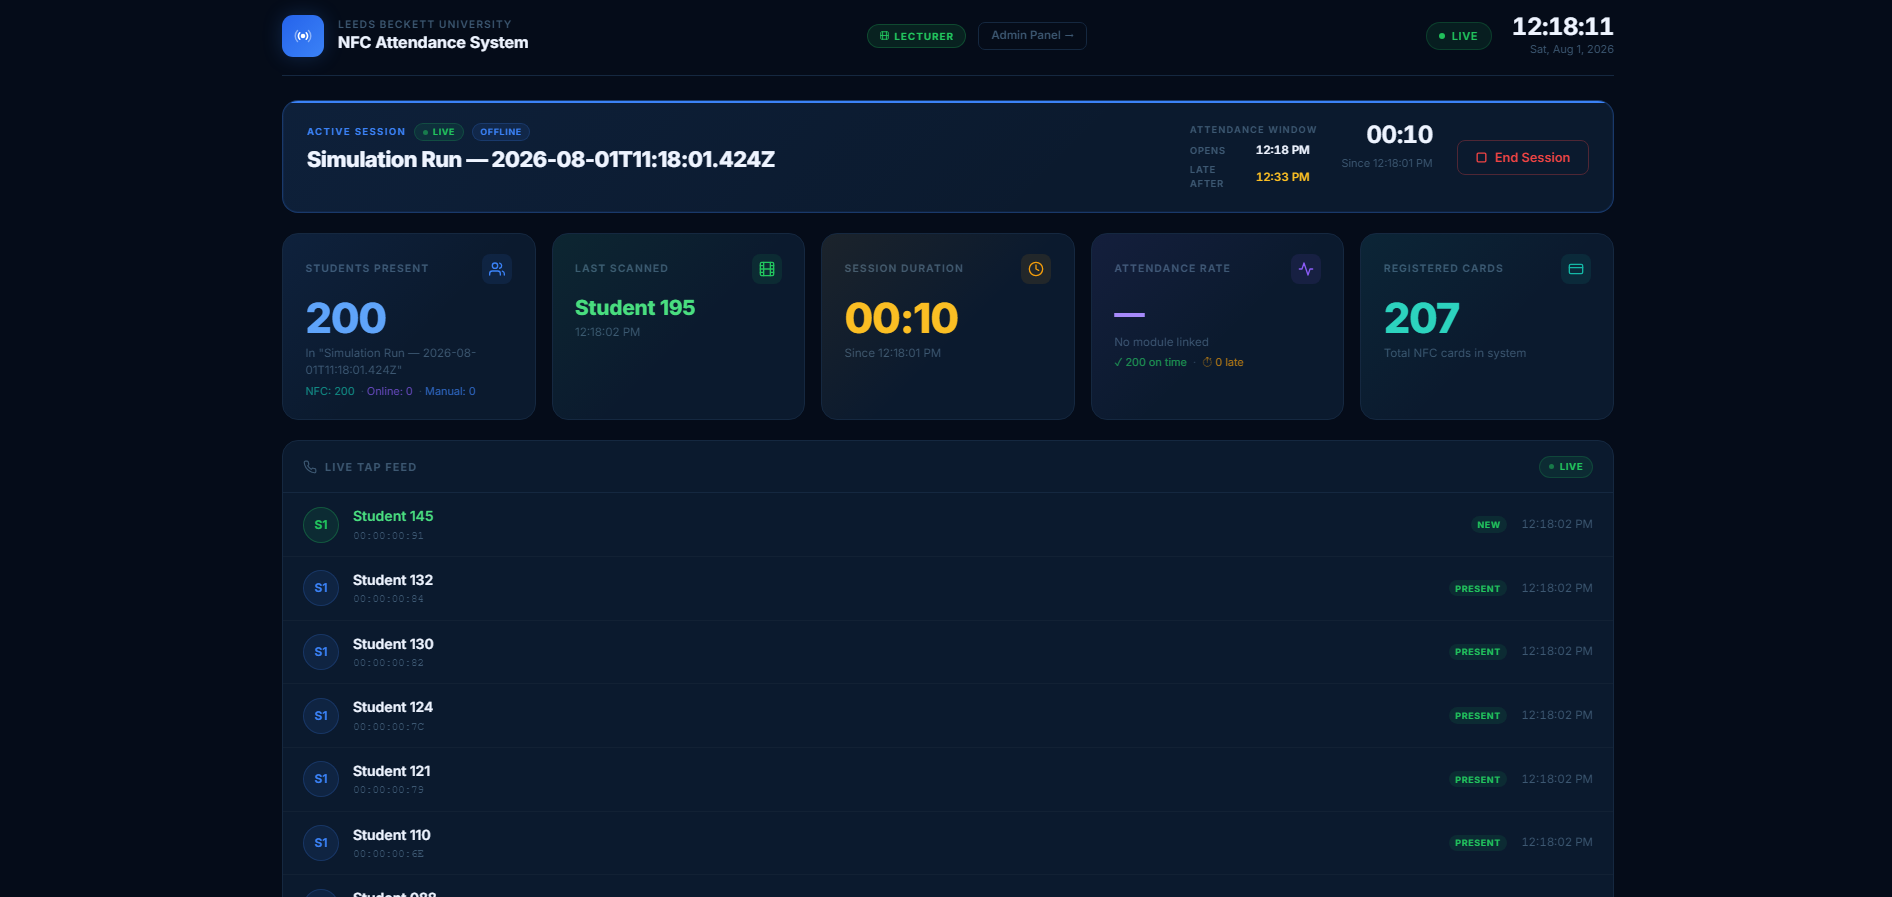 LEEDS BECKETT UNIVERSITY
NFC Attendance System
LECTURER
Admin Panel →
LIVE
12:18:11
Sat, Aug 1, 2026
ACTIVE SESSION
LIVE
OFFLINE
Simulation Run — 2026-08-01T11:18:01.424Z
ATTENDANCE WINDOW
OPENS 12:18 PM
LATE AFTER 12:33 PM
00:10
Since 12:18:01 PM
End Session
STUDENTS PRESENT
200
In "Simulation Run — 2026-08-
01T11:18:01.424Z"
NFC: 200 · Online: 0 · Manual: 0
LAST SCANNED
Student 195
12:18:02 PM
SESSION DURATION
00:10
Since 12:18:01 PM
ATTENDANCE RATE
—
No module linked
✓ 200 on time · ⏱ 0 late
REGISTERED CARDS
207
Total NFC cards in system
LIVE TAP FEED
LIVE
S1 Student 145 NEW 12:18:02 PM
00:00:00:91
S1 Student 132 PRESENT 12:18:02 PM
00:00:00:84
S1 Student 130 PRESENT 12:18:02 PM
00:00:00:82
S1 Student 124 PRESENT 12:18:02 PM
00:00:00:7C
S1 Student 121 PRESENT 12:18:02 PM
00:00:00:79
S1 Student 110 PRESENT 12:18:02 PM
00:00:00:6E
Student 088